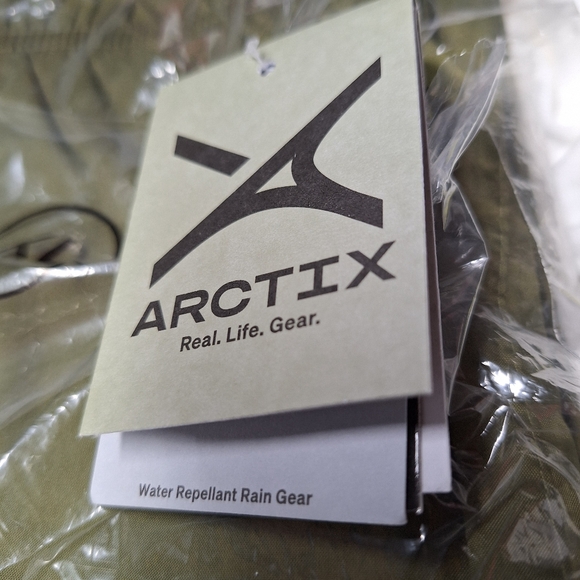 ARCTIX
Real. Life. Gear.
Water Repellant Rain Gear